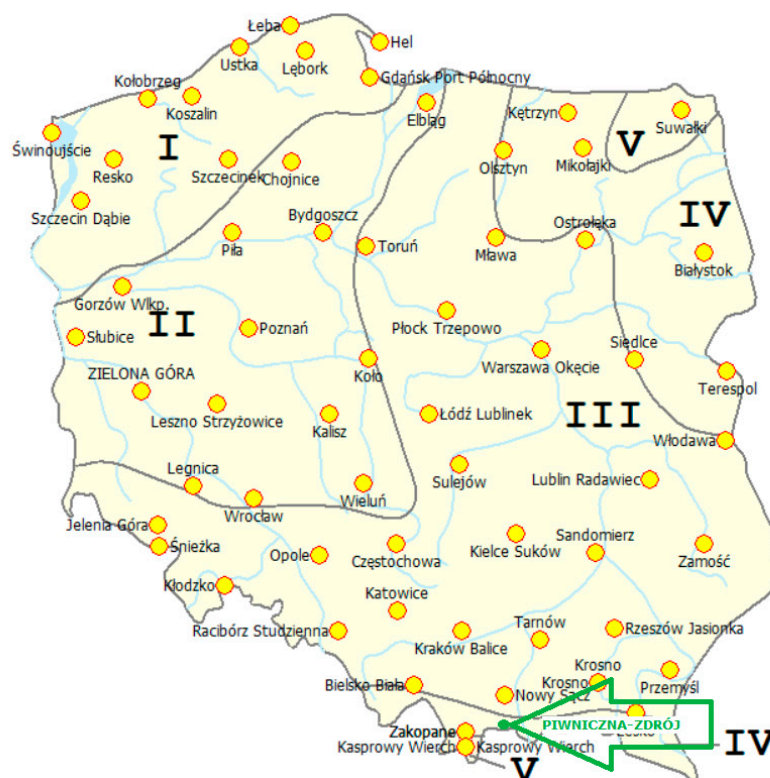 Łeba
Hel
Ustka
Lębork
Gdańsk Port Północny
Kołobrzeg
Koszalin
Elbląg
Kętrzyn
Suwałki
Świnoujście
I
V
Resko
Szczecinek
Chojnice
Olsztyn
Mikołajki
Szczecin Dąbie
IV
Bydgoszcz
Ostrołęka
Piła
Toruń
Mława
Białystok
Gorzów Wlkp.
II
Płock Trzepowo
Słubice
Poznań
Siedlce
Warszawa Okęcie
Koło
ZIELONA GÓRA
Terespol
Leszno Strzyżowice
Kalisz
Łódź Lublinek
III
Włodawa
Legnica
Sulejów
Lublin Radawiec
Wieluń
Wrocław
Jelenia Góra
Śnieżka
Opole
Częstochowa
Kielce Suków
Sandomierz
Zamość
Kłodzko
Katowice
Racibórz Studzienna
Kraków Balice
Tarnów
Rzeszów Jasionka
Krosno
Bielsko Biała
Krosno
Przemyśl
Nowy Sącz
PIWNICZNA-ZDRÓJ
Zakopane
Lesko
Kasprowy Wierch
Kasprowy Wierch
IV
V